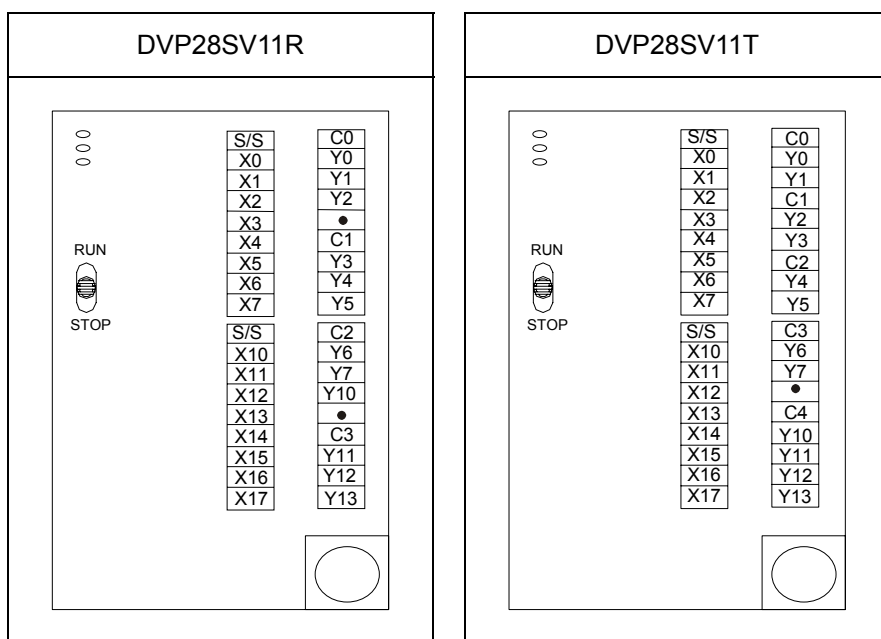 DVP28SV11R
S/S
X0
X1
X2
X3
X4
X5
X6
X7
S/S
X10
X11
X12
X13
X14
X15
X16
X17
C0
Y0
Y1
Y2
●
C1
Y3
Y4
Y5
C2
Y6
Y7
Y10
●
C3
Y11
Y12
Y13
RUN
STOP
DVP28SV11T
S/S
X0
X1
X2
X3
X4
X5
X6
X7
S/S
X10
X11
X12
X13
X14
X15
X16
X17
C0
Y0
Y1
C1
Y2
Y3
C2
Y4
Y5
C3
Y6
Y7
●
C4
Y10
Y11
Y12
Y13
RUN
STOP